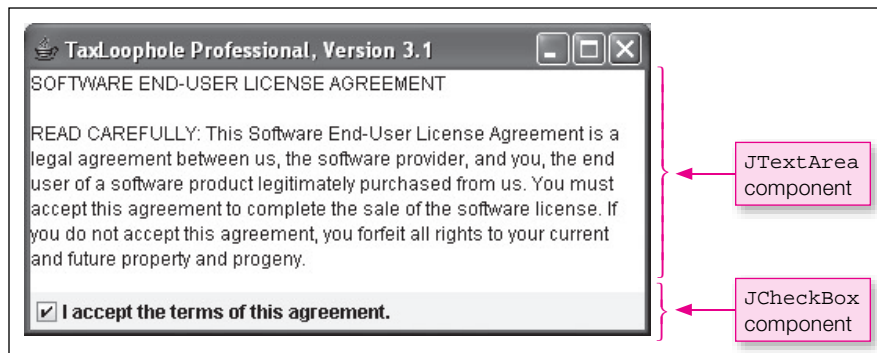 TaxLoophole Professional, Version 3.1
SOFTWARE END-USER LICENSE AGREEMENT
READ CAREFULLY: This Software End-User License Agreement is a
legal agreement between us, the software provider, and you, the end
user of a software product legitimately purchased from us. You must
accept this agreement to complete the sale of the software license. If
you do not accept this agreement, you forfeit all rights to your current
and future property and progeny.
I accept the terms of this agreement.
JTextArea
component
JCheckBox
component